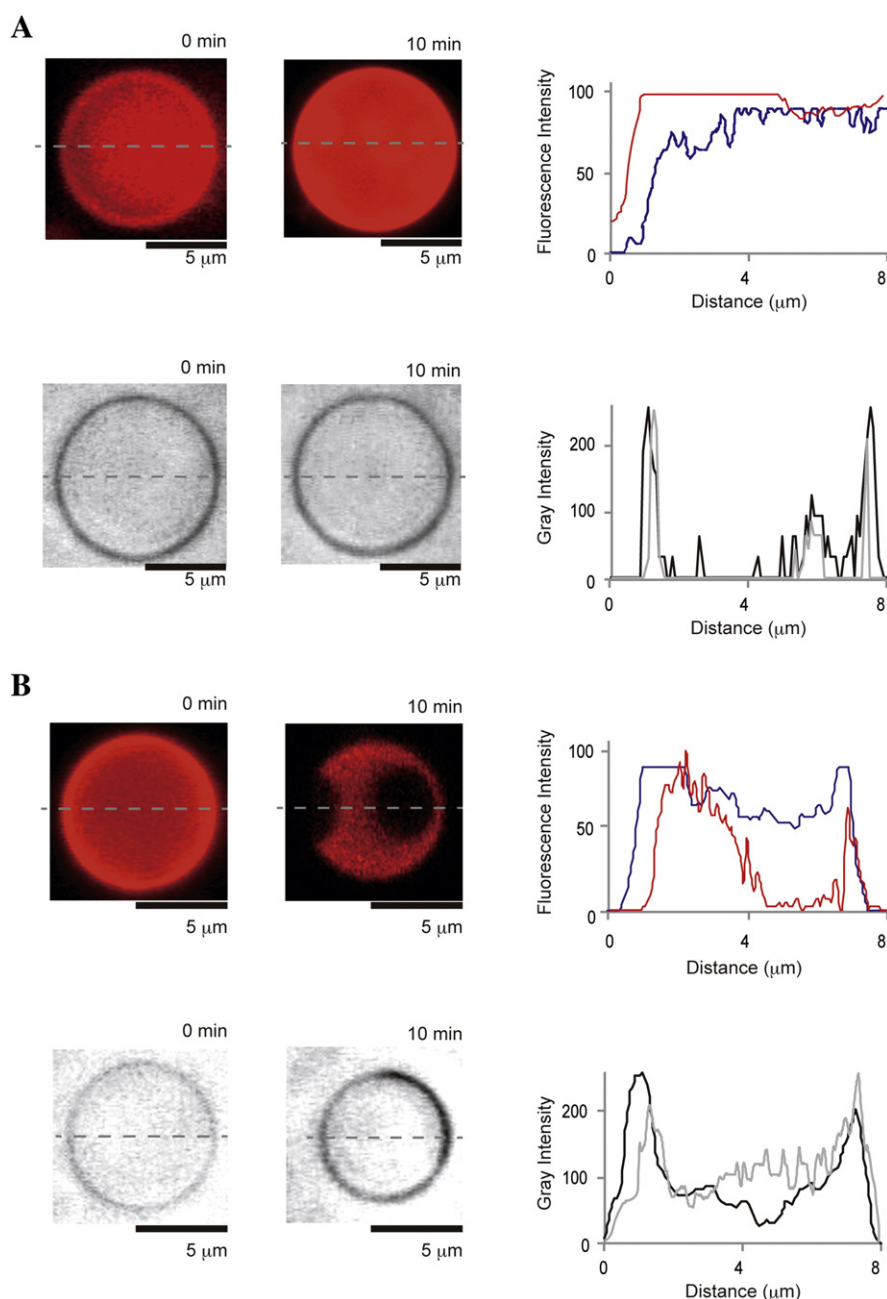 A
0 min
10 min
5 μm
5 μm
Fluorescence Intensity
100
50
0
0
4
8
Distance (μm)
0 min
10 min
5 μm
5 μm
Gray Intensity
200
100
0
0
4
8
Distance (μm)
B
0 min
10 min
5 μm
5 μm
Fluorescence Intensity
100
50
0
0
4
8
Distance (μm)
0 min
10 min
5 μm
5 μm
Gray Intensity
200
100
0
0
4
8
Distance (μm)